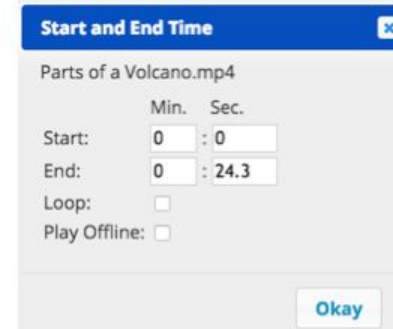 Start and End Time
Parts of a Volcano.mp4
Min. Sec.
Start: 0 : 0
End: 0 : 24.3
Loop:
Play Offline:
Okay